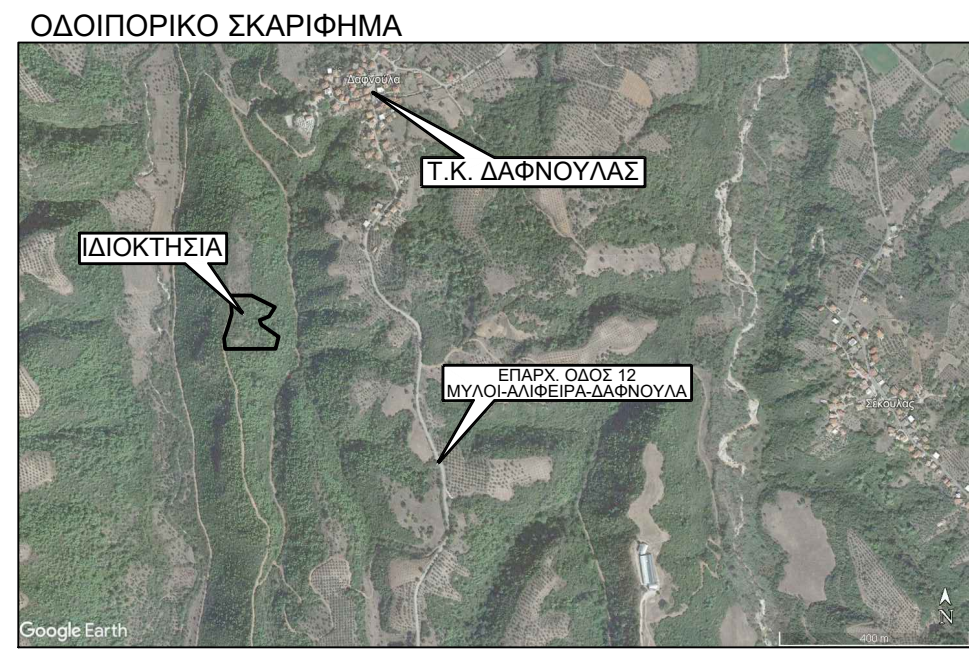 ΟΔΟΙΠΟΡΙΚΟ ΣΚΑΡΙΦΗΜΑ
Δαφνούλα
Τ.Κ. ΔΑΦΝΟΥΛΑΣ
ΙΔΙΟΚΤΗΣΙΑ
ΕΠΑΡΧ. ΟΔΟΣ 12
ΜΥΛΟΙ-ΑΛΙΦΕΙΡΑ-ΔΑΦΝΟΥΛΑ
Σέκουλας
N
Google Earth
400 m